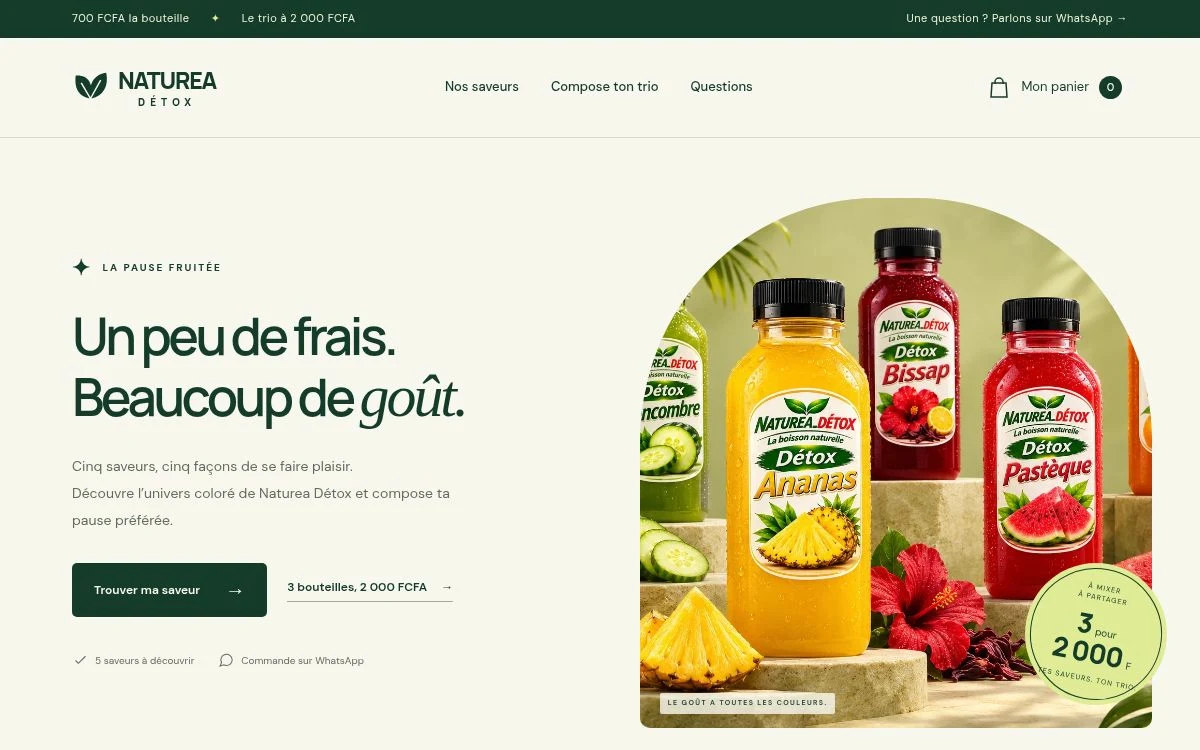 700 FCFA la bouteille ✦ Le trio à 2 000 FCFA
Une question ? Parlons sur WhatsApp →
NATUREA
DÉTOX
Nos saveurs
Compose ton trio
Questions
Mon panier 0
LA PAUSE FRUITÉE
Un peu de frais.
Beaucoup de goût.
Cinq saveurs, cinq façons de se faire plaisir.
Découvre l’univers coloré de Naturea Détox et compose ta
pause préférée.
Trouver ma saveur →
3 bouteilles, 2 000 FCFA →
5 saveurs à découvrir
Commande sur WhatsApp
NATUREA DÉTOX
La boisson naturelle
Détox
Ananas
NATUREA DÉTOX
La boisson naturelle
Détox
Bissap
NATUREA DÉTOX
La boisson naturelle
Détox
Pastèque
DÉTOX
boisson naturelle
Détox
ncombre
À MIXER
À PARTAGER
3 pour
2 000 F
TES SAVEURS, TON TRIO
LE GOÛT A TOUTES LES COULEURS.